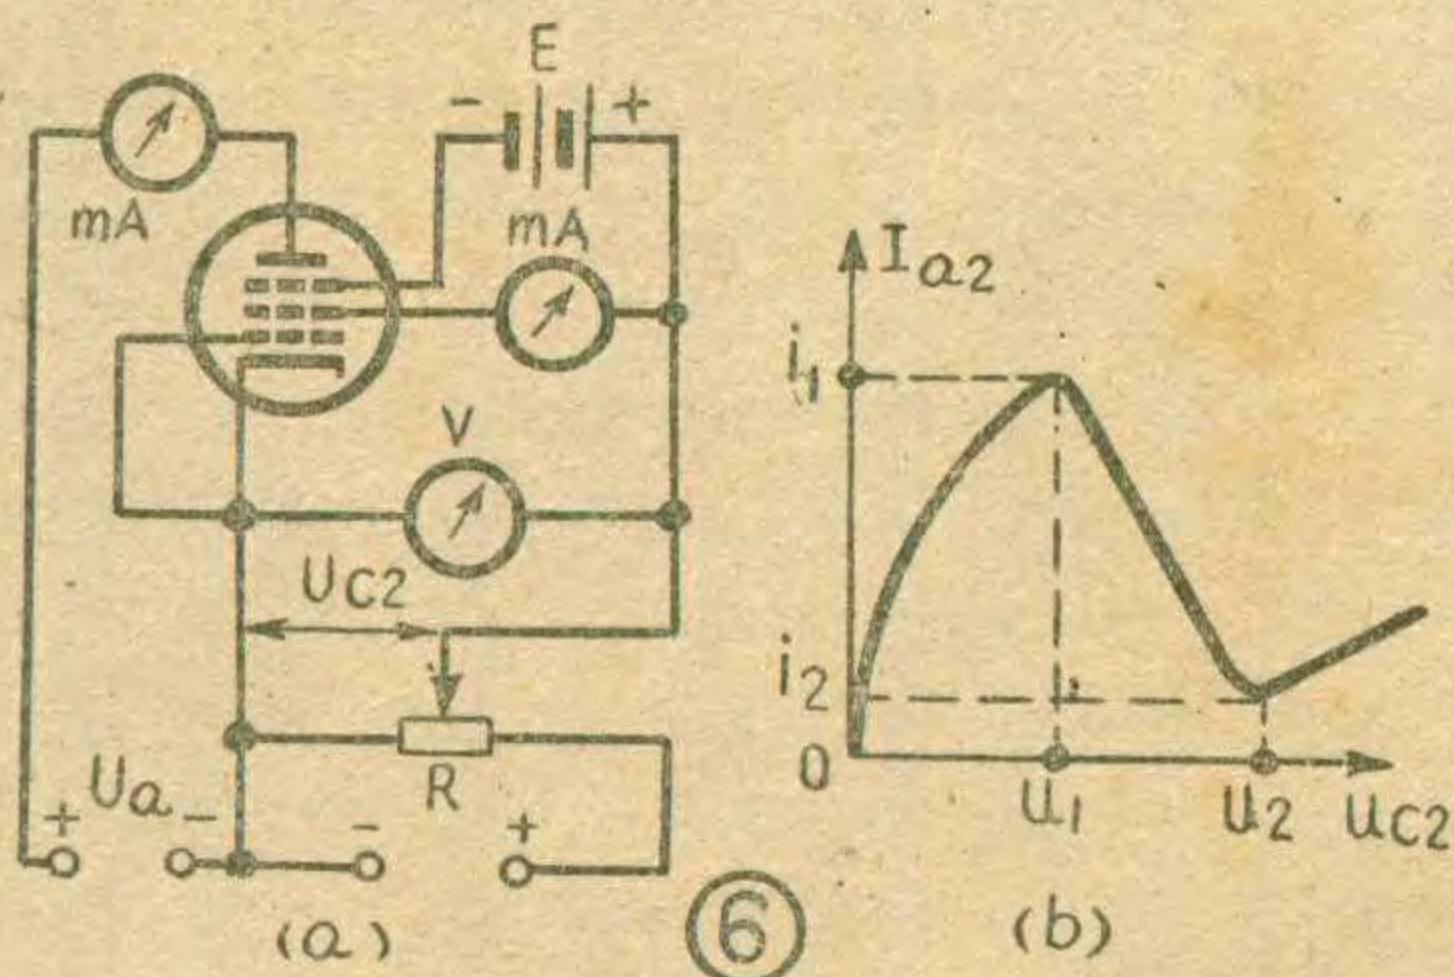 E
- +
mA
mA
V
UC2
R
Ua
+ - - +
(a)
6
Ia2
i1
i2
0
U1 U2 UC2
(b)